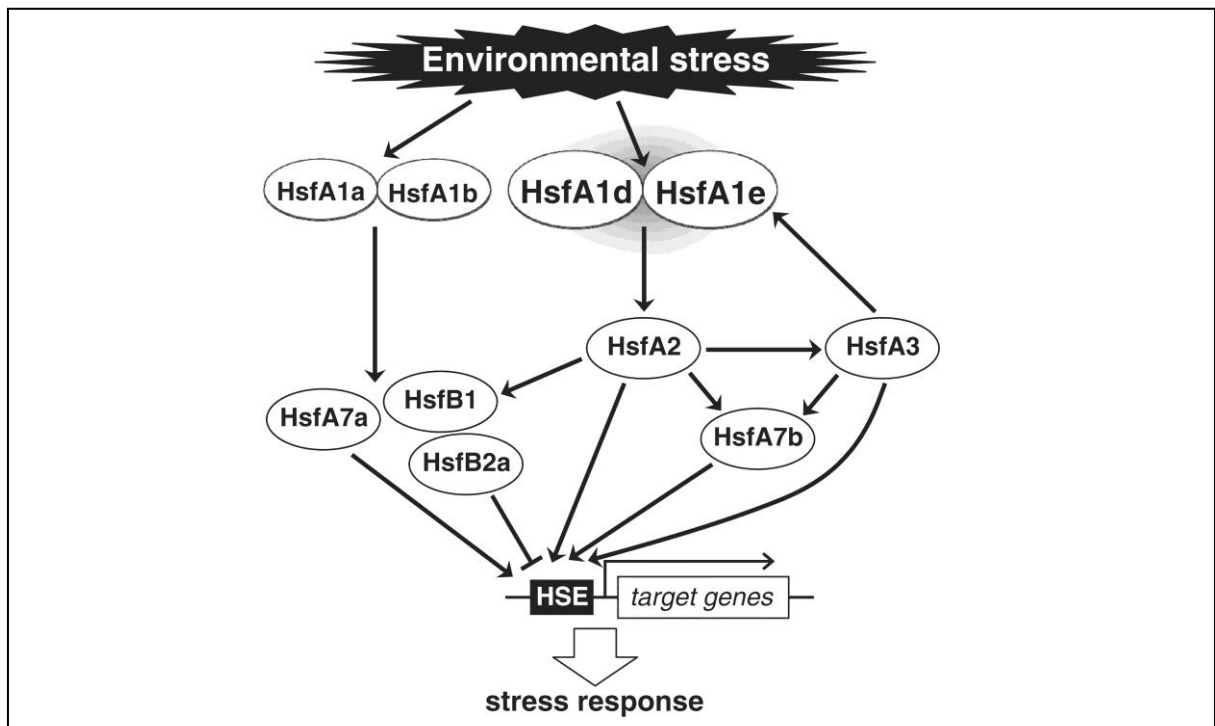 Environmental stress
HsfA1a
HsfA1b
HsfA1d
HsfA1e
HsfA2
HsfA3
HsfB1
HsfA7a
HsfA7b
HsfB2a
HSE
target genes
stress response